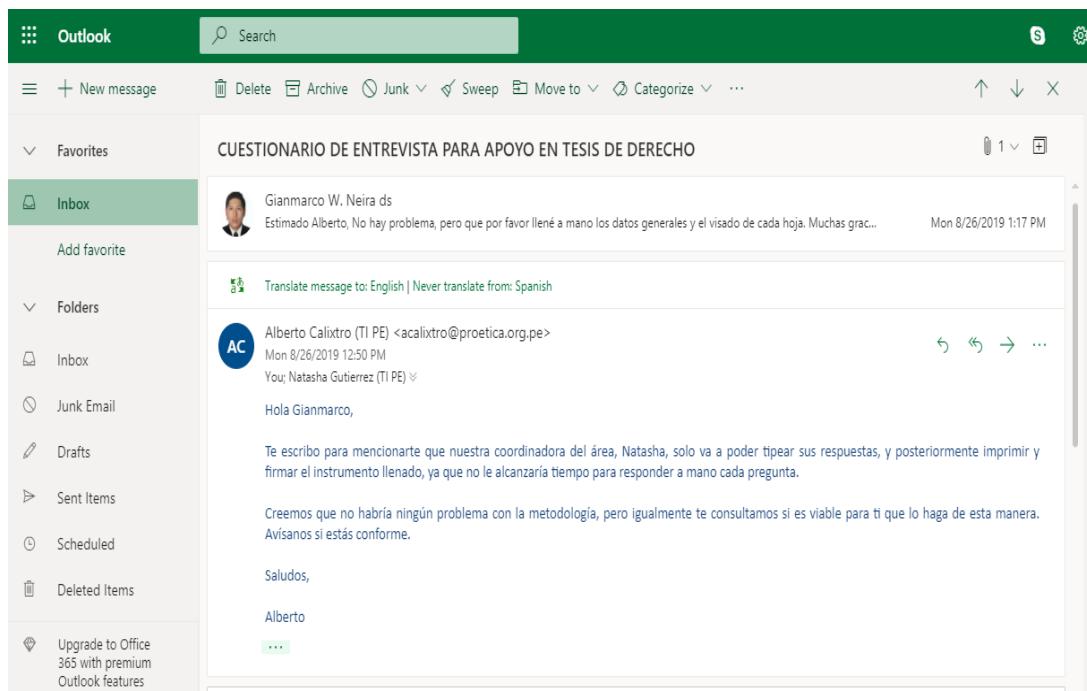 Outlook
Search
New message
Delete
Archive
Junk
Sweep
Move to
Categorize
...
Favorites
Inbox
Add favorite
Folders
Inbox
Junk Email
Drafts
Sent Items
Scheduled
Deleted Items
Upgrade to Office
365 with premium
Outlook features
CUESTIONARIO DE ENTREVISTA PARA APOYO EN TESIS DE DERECHO
1
Gianmarco W. Neira ds
Estimado Alberto, No hay problema, pero que por favor llené a mano los datos generales y el visado de cada hoja. Muchas grac...
Mon 8/26/2019 1:17 PM
Translate message to: English | Never translate from: Spanish
AC
Alberto Calixtro (TI PE) <acalixtro@proetica.org.pe>
Mon 8/26/2019 12:50 PM
You; Natasha Gutierrez (TI PE)
Hola Gianmarco,
Te escribo para mencionarte que nuestra coordinadora del área, Natasha, solo va a poder tipear sus respuestas, y posteriormente imprimir y
firmar el instrumento llenado, ya que no le alcanzaría tiempo para responder a mano cada pregunta.
Creemos que no habría ningún problema con la metodología, pero igualmente te consultamos si es viable para ti que lo haga de esta manera.
Avísanos si estás conforme.
Saludos,
Alberto
...